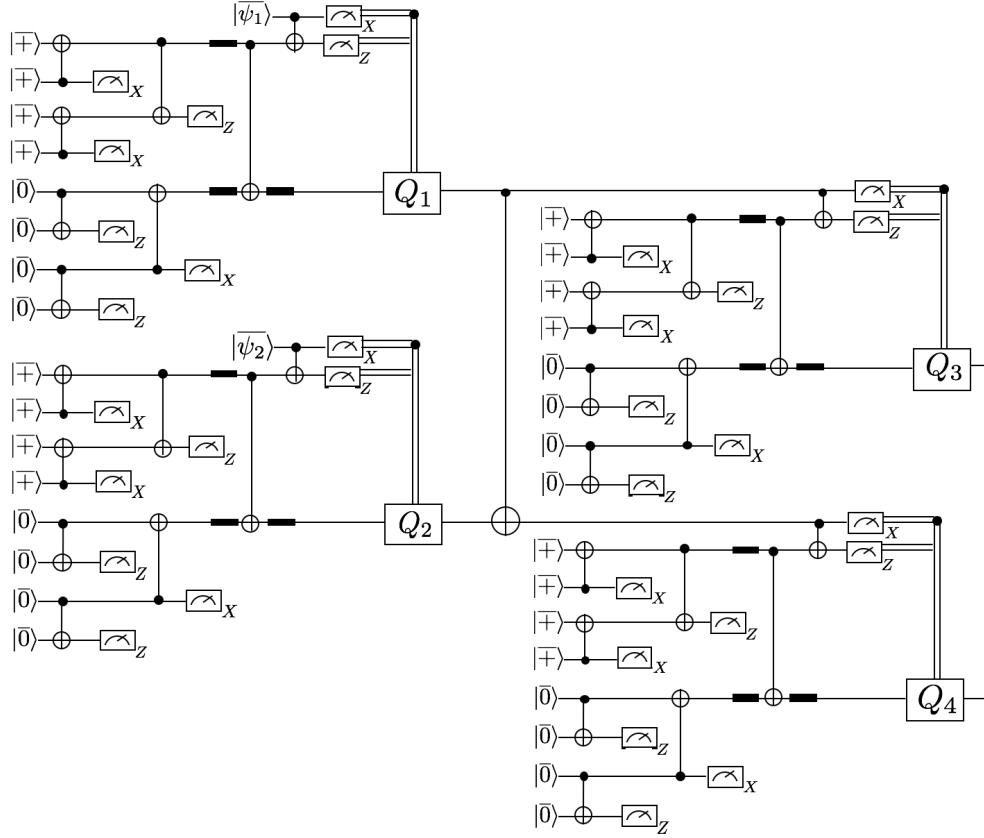 |ψ̅₁⟩ X
|+̅⟩ Z
|+̅⟩ X
|+̅⟩ Z
|+̅⟩ X
|0̅⟩ Q₁ X
|0̅⟩ Z |+̅⟩ Z
|0̅⟩ X |+̅⟩ X
|0̅⟩ Z |+̅⟩ Z
|+̅⟩ X
|ψ̅₂⟩ X
|+̅⟩ Z |0̅⟩ Q₃
|+̅⟩ X |0̅⟩ Z
|+̅⟩ Z |0̅⟩ X
|+̅⟩ X |0̅⟩ Z
|0̅⟩ Q₂ X
|0̅⟩ Z |+̅⟩ Z
|0̅⟩ X |+̅⟩ X
|0̅⟩ Z |+̅⟩ Z
|+̅⟩ X
|0̅⟩ Q₄
|0̅⟩ Z
|0̅⟩ X
|0̅⟩ Z